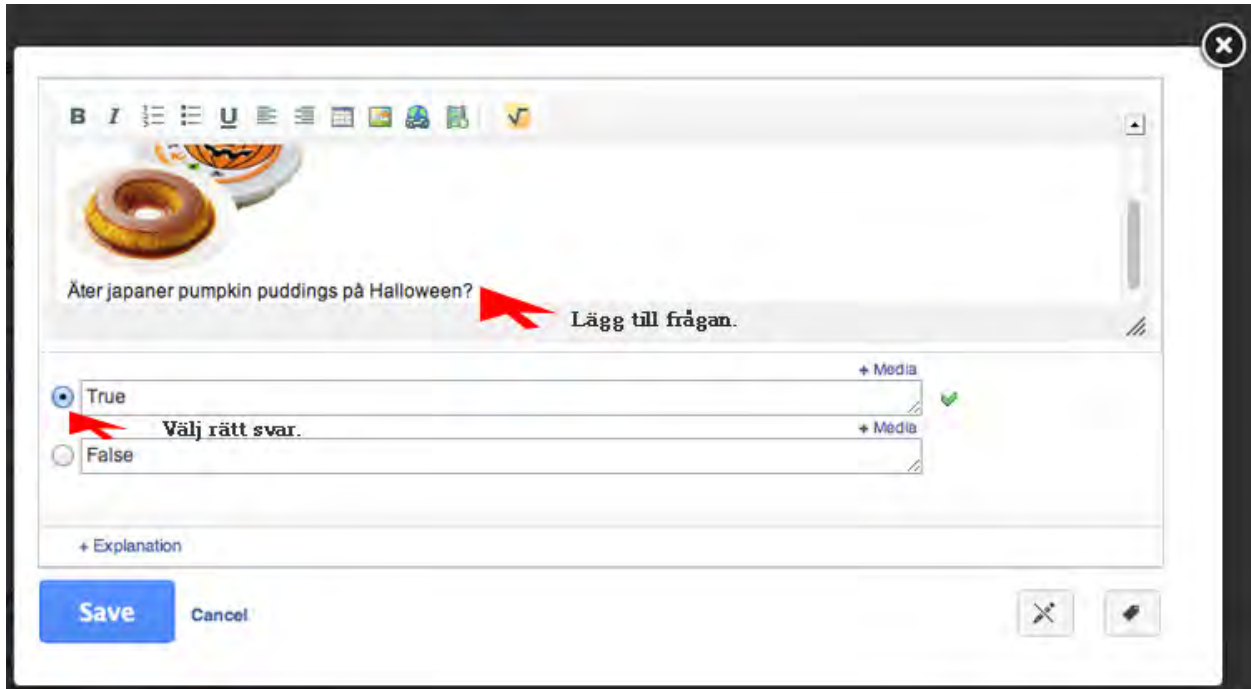 B I U
Äter japaner pumpkin puddings på Halloween?
Lägg till frågan.
+ Media
True
Välj rätt svar.
+ Media
False
+ Explanation
Save Cancel